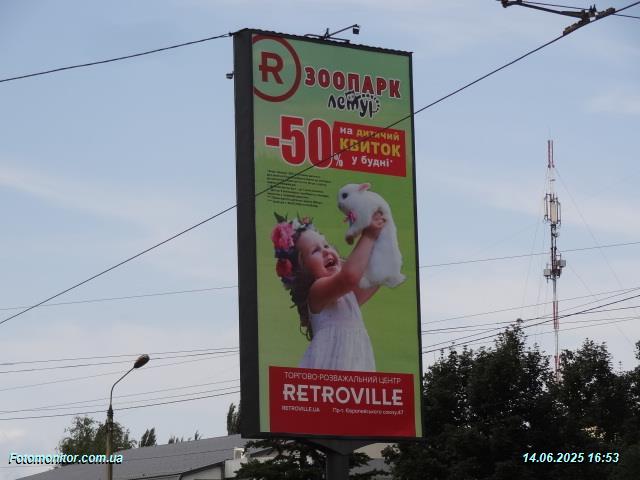 R
ЗООПАРК
леТУР
-50%
на дитячий
КВИТОК
у будні*
ТОРГОВО-РОЗВАЖАЛЬНИЙ ЦЕНТР
RETROVILLE
RETROVILLE.UA Пр-т. Європейського союзу,47
Fotomonitor.com.ua 14.06.2025 16:53